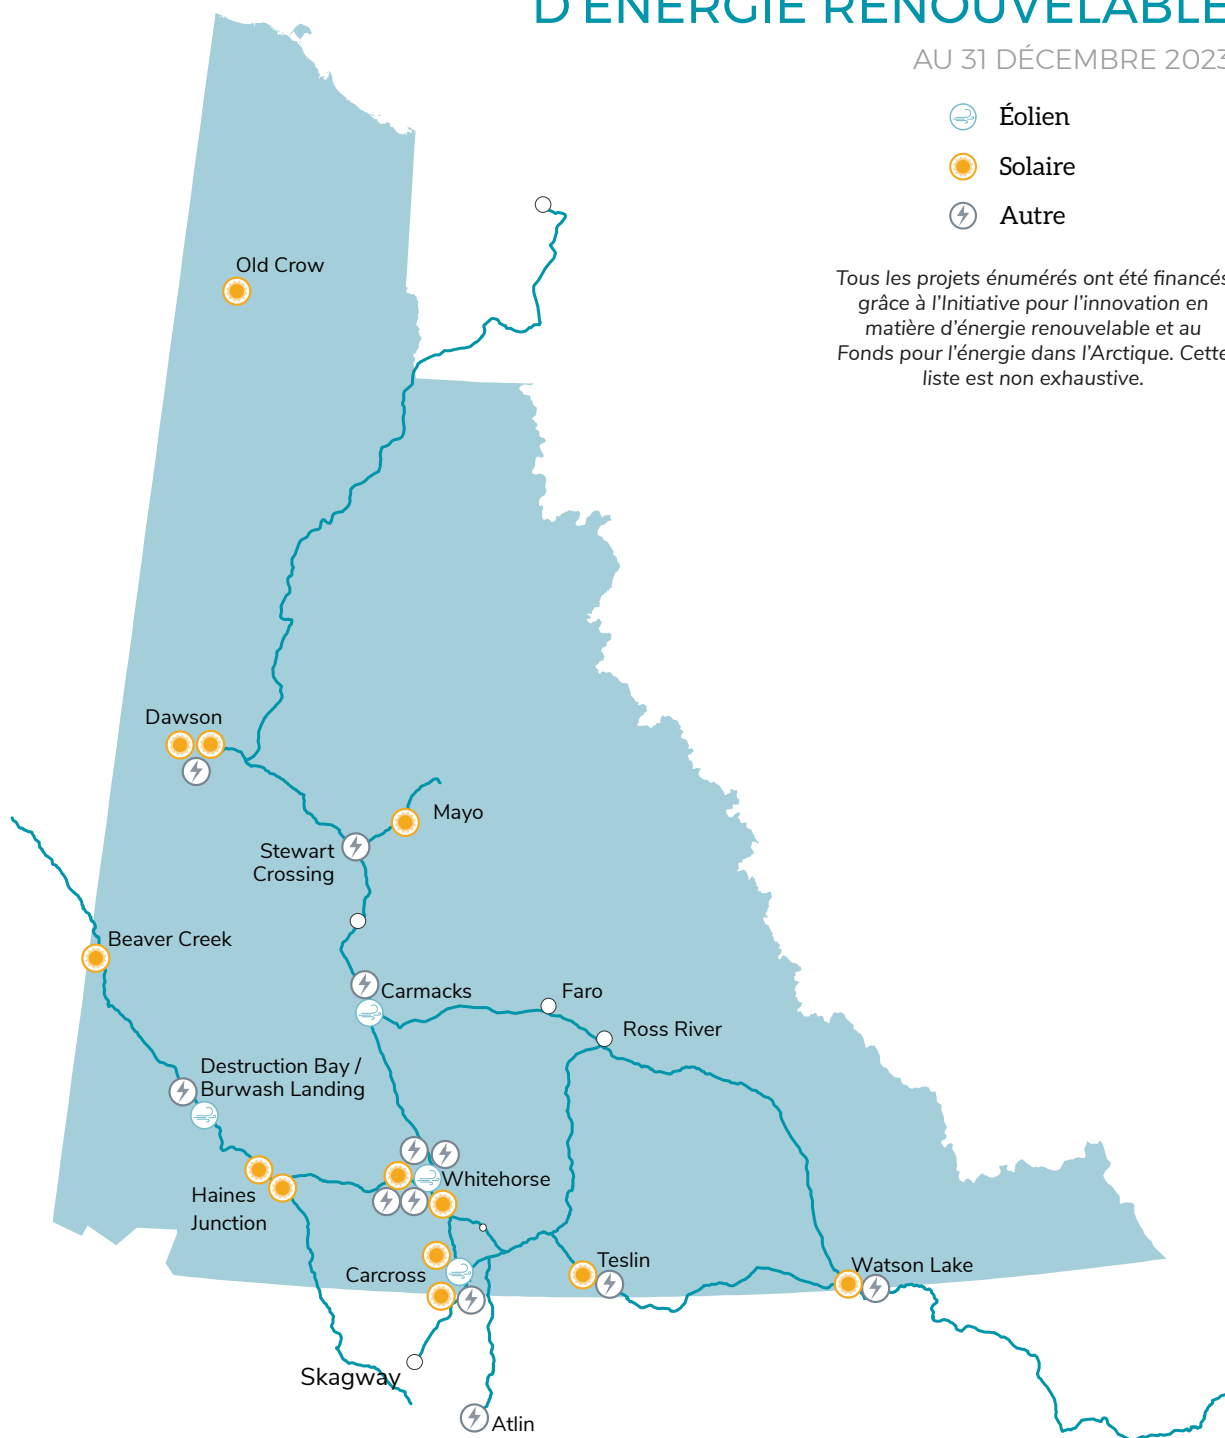 D'ÉNERGIE RENOUVELABLE
AU 31 DÉCEMBRE 2023
Éolien
Solaire
Autre
Tous les projets énumérés ont été financés
grâce à l'Initiative pour l'innovation en
matière d'énergie renouvelable et au
Fonds pour l'énergie dans l'Arctique. Cette
liste est non exhaustive.
Old Crow
Dawson
Mayo
Stewart
Crossing
Beaver Creek
Carmacks
Faro
Ross River
Destruction Bay /
Burwash Landing
Whitehorse
Haines
Junction
Carcross
Teslin
Watson Lake
Skagway
Atlin